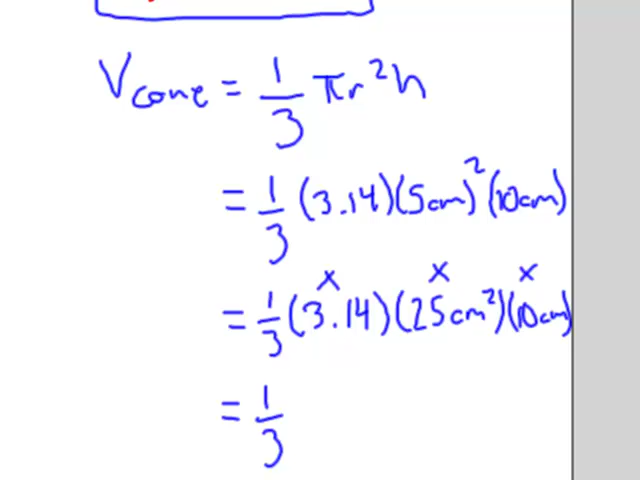 V cone = 1/3 πr²h
= 1/3 (3.14)(5cm)²(10cm)
x x x
= 1/3 (3.14)(25cm²)(10cm)
= 1/3